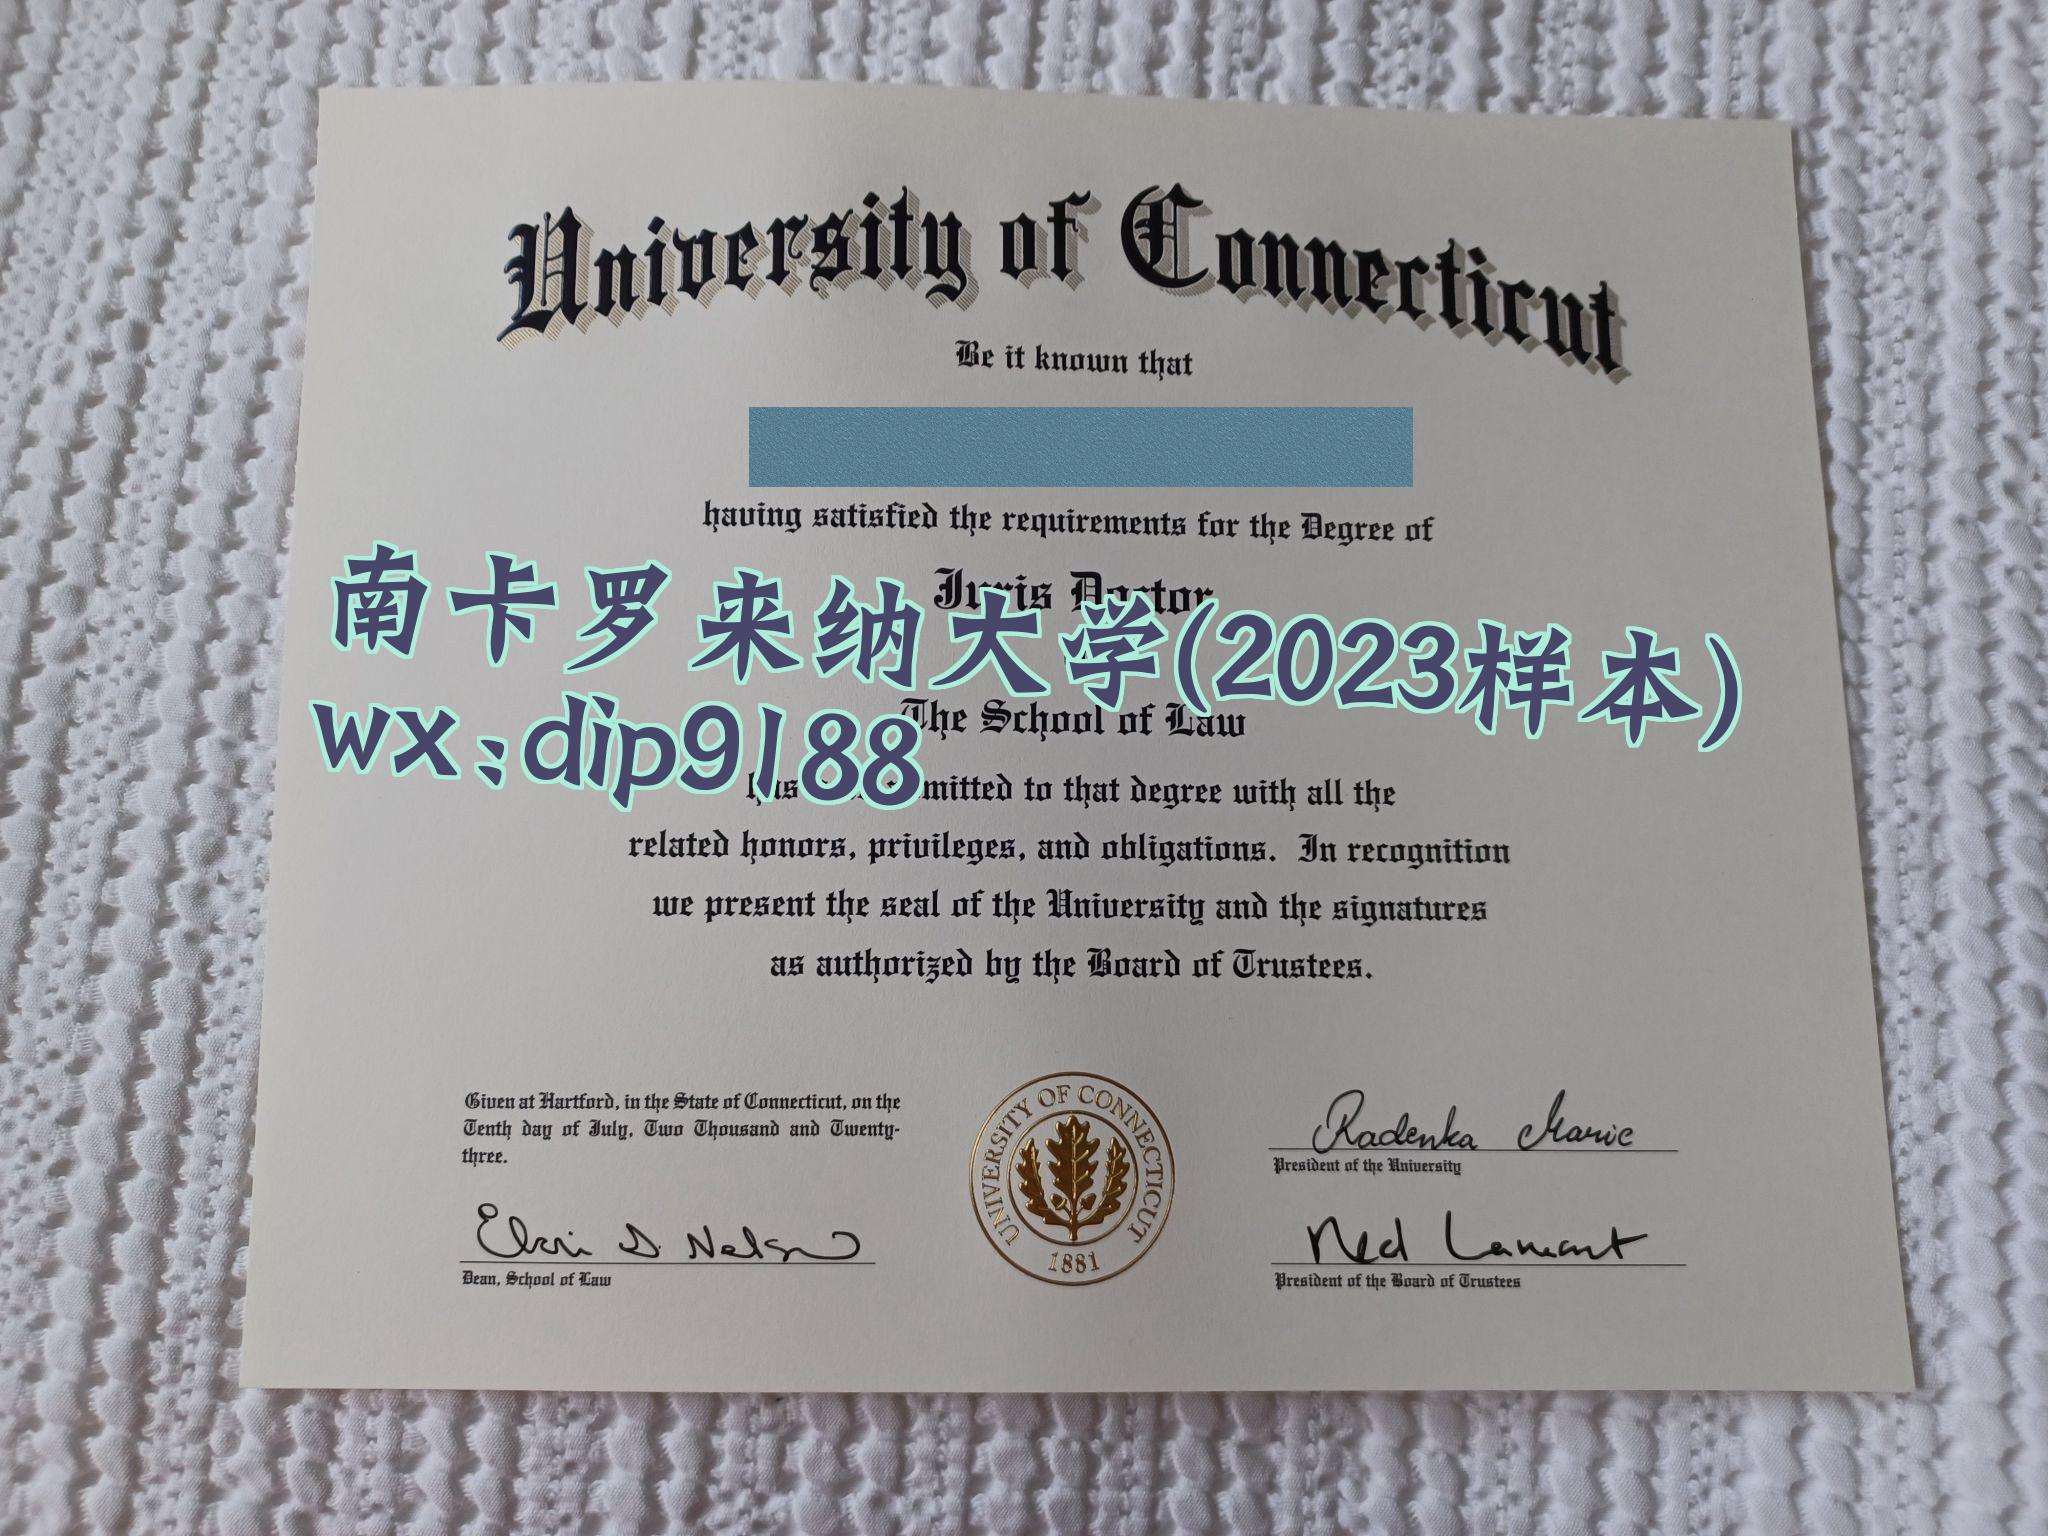 University of Connecticut
Be it known that
having satisfied the requirements for the Degree of
Juris Doctor
南卡罗来纳大学(2023样本)
The School of Law
wx:dip9188
has mitted to that degree with all the
related honors, privileges, and obligations. In recognition
we present the seal of the University and the signatures
as authorized by the Board of Trustees.
Given at Hartford, in the State of Connecticut, on the
Tenth day of July, Two Thousand and Twenty-
three.
UNIVERSITY OF CONNECTICUT
1881
Radenka Maric
President of the University
Dean, School of Law
Ned Lamont
President of the Board of Trustees